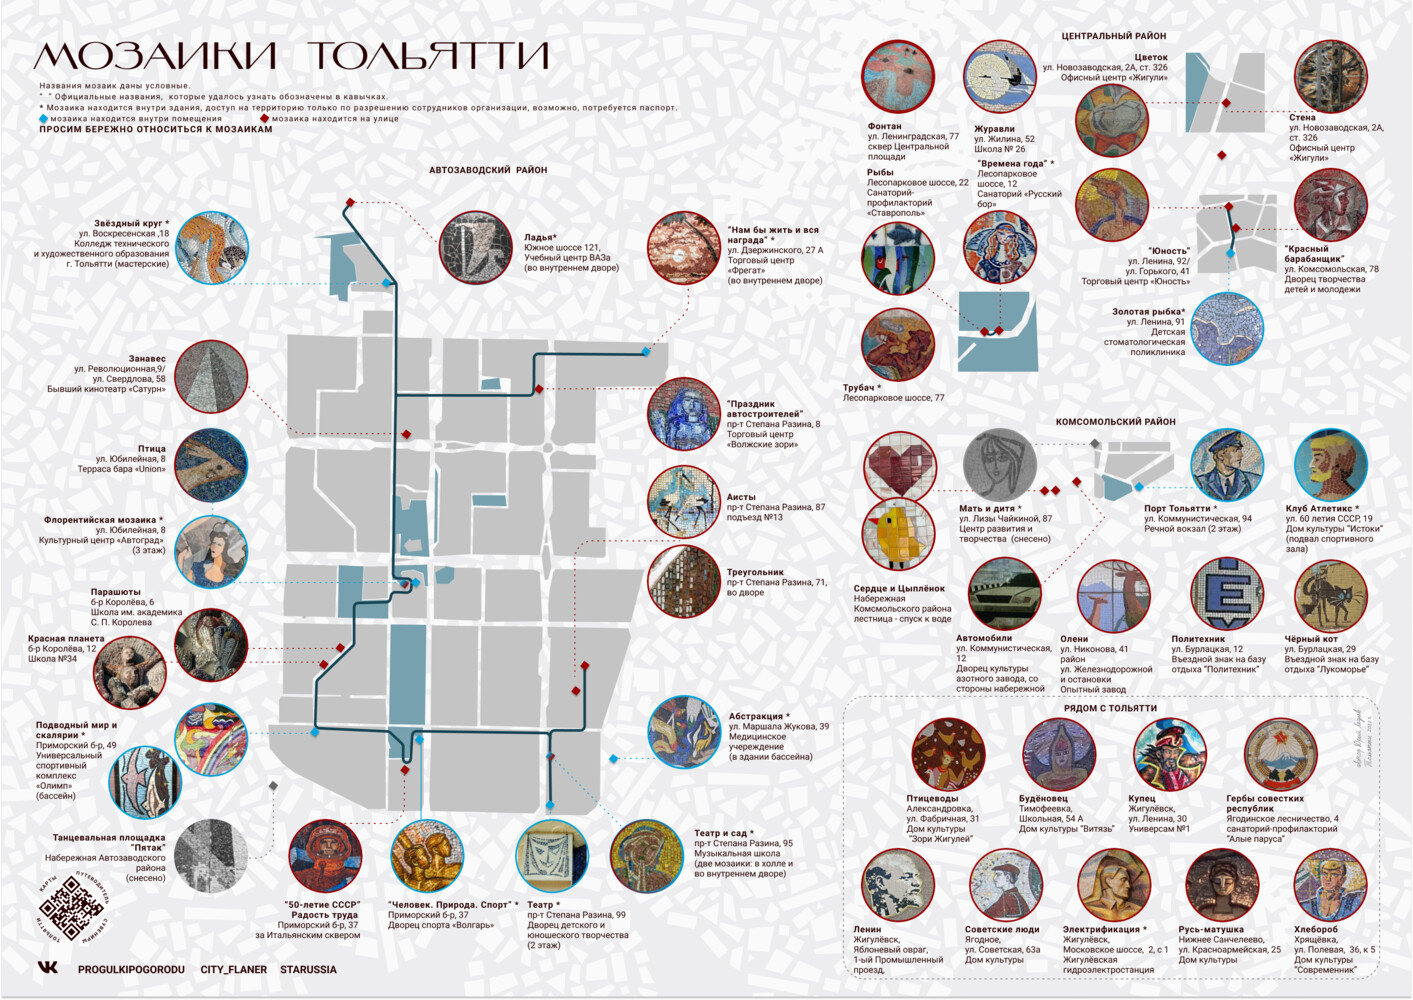 МОЗАИКИ ТОЛЬЯТТИ
Названия мозаик даны условные.
" " Официальные названия, которые удалось узнать обозначены в кавычках.
* Мозаика находится внутри здания, доступ на территорию только по разрешению сотрудников организации, возможно, потребуется паспорт.
мозаика находится внутри помещения
мозаика находится на улице
ПРОСИМ БЕРЕЖНО ОТНОСИТЬСЯ К МОЗАИКАМ
АВТОЗАВОДСКИЙ РАЙОН
Звёздный круг *
ул. Воскресенская ,18
Колледж технического
и художественного образования
г. Тольятти (мастерские)
Ладья*
Южное шоссе 121,
Учебный центр ВАЗа
(во внутреннем дворе)
"Нам бы жить и вся
награда" *
ул. Дзержинского, 27 А
Торговый центр
«Фрегат»
(во внутреннем дворе)
Занавес
ул. Революционная,9/
ул. Свердлова, 58
Бывший кинотеатр «Сатурн»
"Праздник
автостроителей"
пр-т Степана Разина, 8
Торговый центр
«Волжские зори»
Птица
ул. Юбилейная, 8
Терраса бара «Union»
Аисты
пр-т Степана Разина, 87
подъезд №13
Флорентийская мозаика *
ул. Юбилейная, 8
Культурный центр «Автоград»
(3 этаж)
Треугольник
пр-т Степана Разина, 71,
во дворе
Парашюты
б-р Королёва, 6
Школа им. академика
С. П. Королева
Красная планета
б-р Королёва, 12
Школа №34
Подводный мир и
скалярии *
Приморский б-р, 49
Универсальный
спортивный
комплекс
«Олимп»
(бассейн)
Абстракция *
ул. Маршала Жукова, 39
Медицинское
учереждение
(в здании бассейна)
Танцевальная площадка
"Пятак"
Набережная Автозаводского
района
(снесено)
Театр и сад *
пр-т Степана Разина, 95
Музыкальная школа
(две мозаики: в холле и
во внутреннем дворе)
"50-летие СССР"
Радость труда
Приморский б-р, 37
за Итальянским сквером
"Человек. Природа. Спорт" *
Приморский б-р, 37
Дворец спорта «Волгарь»
Театр *
пр-т Степана Разина, 99
Дворец детского и
юношеского творчества
(2 этаж)
КАРТЫ
ПУТЕВОДИТЕЛЬ
СУВЕНИРЫ
ТОЛЬЯТТИ
PROGULKIPOGORODU CITY_FLANER STARUSSIA
ЦЕНТРАЛЬНЫЙ РАЙОН
Фонтан
ул. Ленинградская, 77
сквер Центральной
площади
Журавли
ул. Жилина, 52
Школа № 26
Цветок
ул. Новозаводская, 2А, ст. 326
Офисный центр «Жигули»
Стена
ул. Новозаводская, 2А,
ст. 326
Офисный центр
«Жигули»
Рыбы
Лесопарковое шоссе, 22
Санаторий-
профилакторий
«Ставрополь»
"Времена года" *
Лесопарковое
шоссе, 12
Санаторий «Русский
бор»
"Юность"
ул. Ленина, 92/
ул. Горького, 41
Торговый центр «Юность»
"Красный
барабанщик"
ул. Комсомольская, 78
Дворец творчества
детей и молодежи
Золотая рыбка*
ул. Ленина, 91
Детская
стоматологическая
поликлиника
Трубач *
Лесопарковое шоссе, 77
КОМСОМОЛЬСКИЙ РАЙОН
Мать и дитя *
ул. Лизы Чайкиной, 87
Центр развития и
творчества (снесено)
Порт Тольятти *
ул. Коммунистическая, 94
Речной вокзал (2 этаж)
Клуб Атлетикс *
ул. 60 летия СССР, 19
Дом культуры "Истоки"
(подвал спортивного
зала)
Сердце и Цыплёнок
Набережная
Комсомольского района
лестница - спуск к воде
Автомобили
ул. Коммунистическая,
12
Дворец культуры
азотного завода, со
стороны набережной
Олени
ул. Никонова, 41
район
ул. Железнодорожной
и остановки
Опытный завод
Ё
Политехник
ул. Бурлацкая, 12
Въездной знак на базу
отдыха "Политехник"
Чёрный кот
ул. Бурлацкая, 29
Въездной знак на базу
отдыха "Лукоморье"
РЯДОМ С ТОЛЬЯТТИ
Птицеводы
Александровка,
ул. Фабричная, 31
Дом культуры
"Зори Жигулей"
Будёновец
Тимофеевка,
Школьная, 54 А
Дом культуры "Витязь"
Купец
Жигулёвск,
ул. Ленина, 30
Универсам №1
Гербы совестких
республик
Ягодинское лесничество, 4
санаторий-профилакторий
"Алые паруса"
Ленин
Жигулёвск,
Яблоневый овраг,
1-ый Промышленный
проезд,
Советские люди
Ягодное,
ул. Советская, 63а
Дом культуры
Электрификация *
Жигулёвск,
Московское шоссе, 2, с 1
Жигулёвская
гидроэлектростанция
Русь-матушка
Нижнее Санчелеево,
ул. Красноармейская, 25
Дом культуры
Хлебороб
Хрящёвка,
ул. Полевая, 36, к 5
Дом культуры
"Современник"